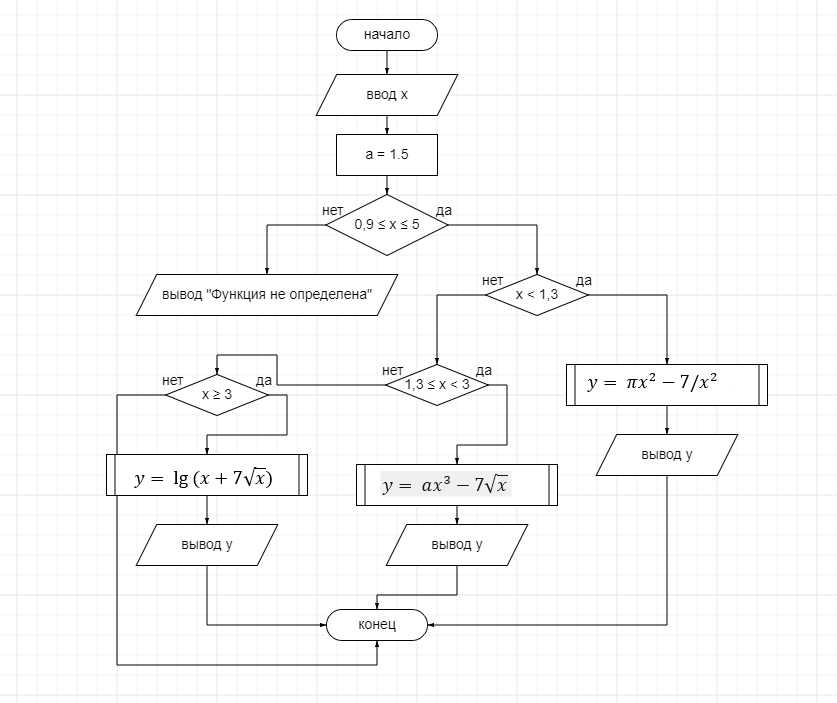 начало
ввод x
a = 1.5
нет
да
0,9 ≤ x ≤ 5
вывод "Функция не определена"
нет
да
x < 1,3
нет
да
x ≥ 3
нет
да
1,3 ≤ x < 3
y = πx² − 7/x²
вывод y
y = lg (x + 7√x)
y = ax³ − 7√x
вывод y
вывод y
конец